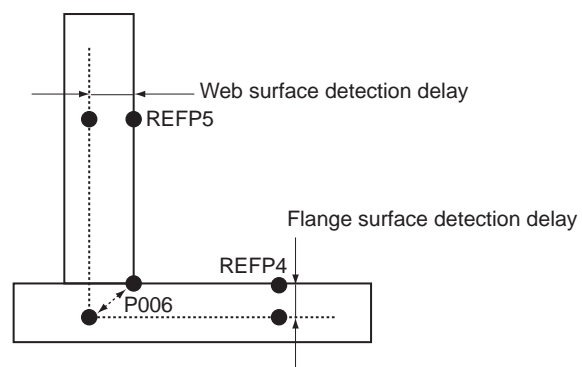 Web surface detection delay
REFP5
Flange surface detection delay
REFP4
P006